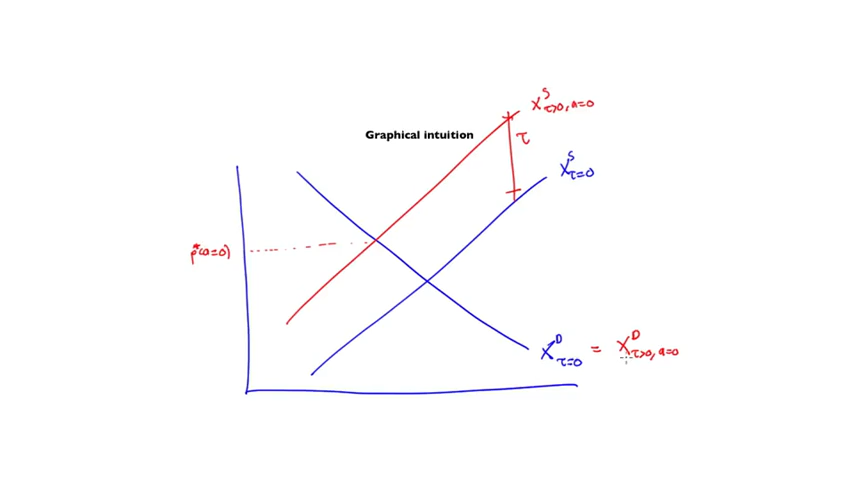 X^S_{τ>0, a=0}
Graphical intuition
τ
X^S_{τ=0}
p*(a=0)
X^D_{τ=0} = X^D_{τ>0, a=0}